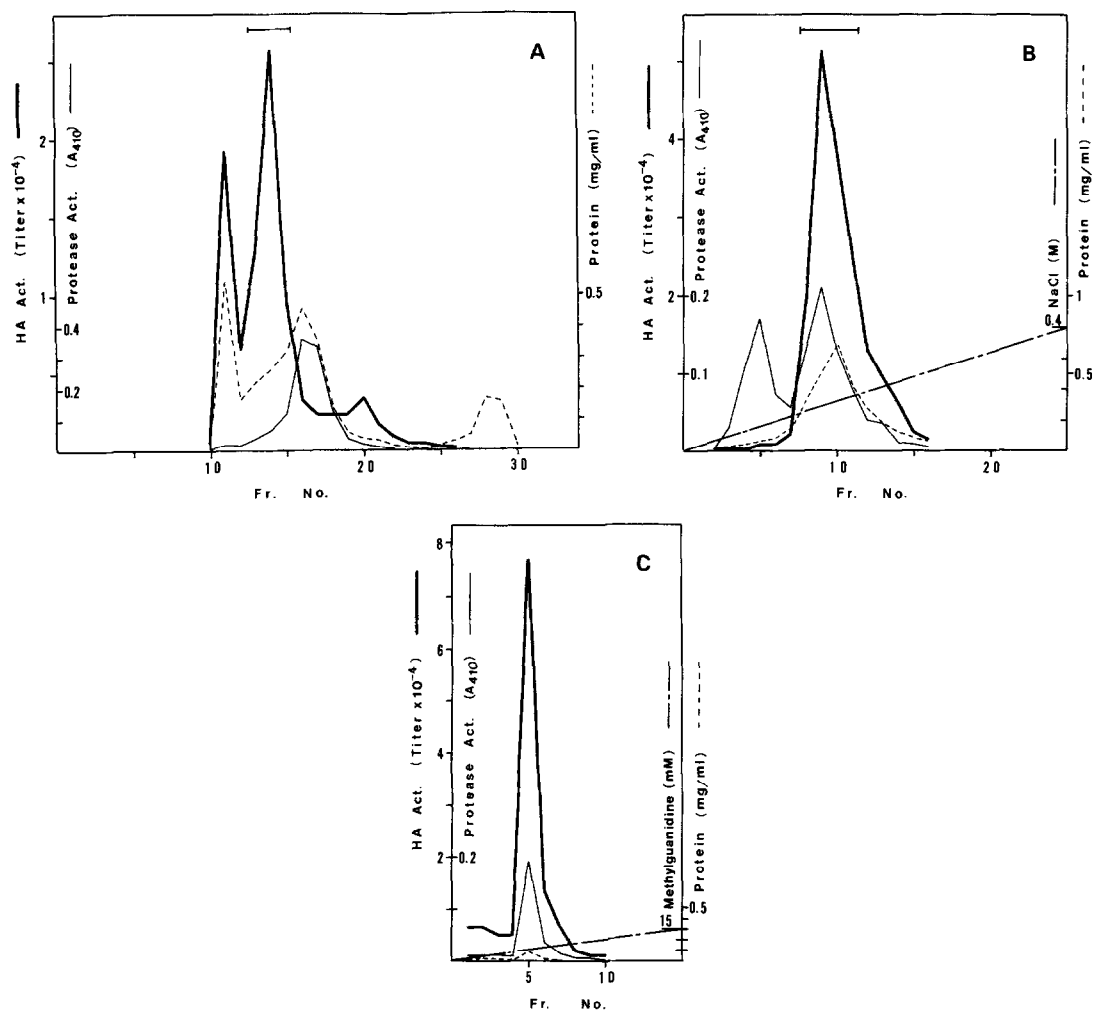 A
HA Act. (Titer x 10⁻⁴)
Protease Act. (A₄₁₀)
2
1
0.4
0.2
Protein (mg/ml)
0.5
10
20
30
Fr. No.
B
HA Act. (Titer x 10⁻⁴)
Protease Act. (A₄₁₀)
4
2
0.2
0.1
NaCl (M)
0.4
Protein (mg/ml)
1
0.5
10
20
Fr. No.
C
HA Act. (Titer x 10⁻⁴)
Protease Act. (A₄₁₀)
8
6
4
2
0.2
Methylguanidine (mM)
15
Protein (mg/ml)
0.5
5
10
Fr. No.